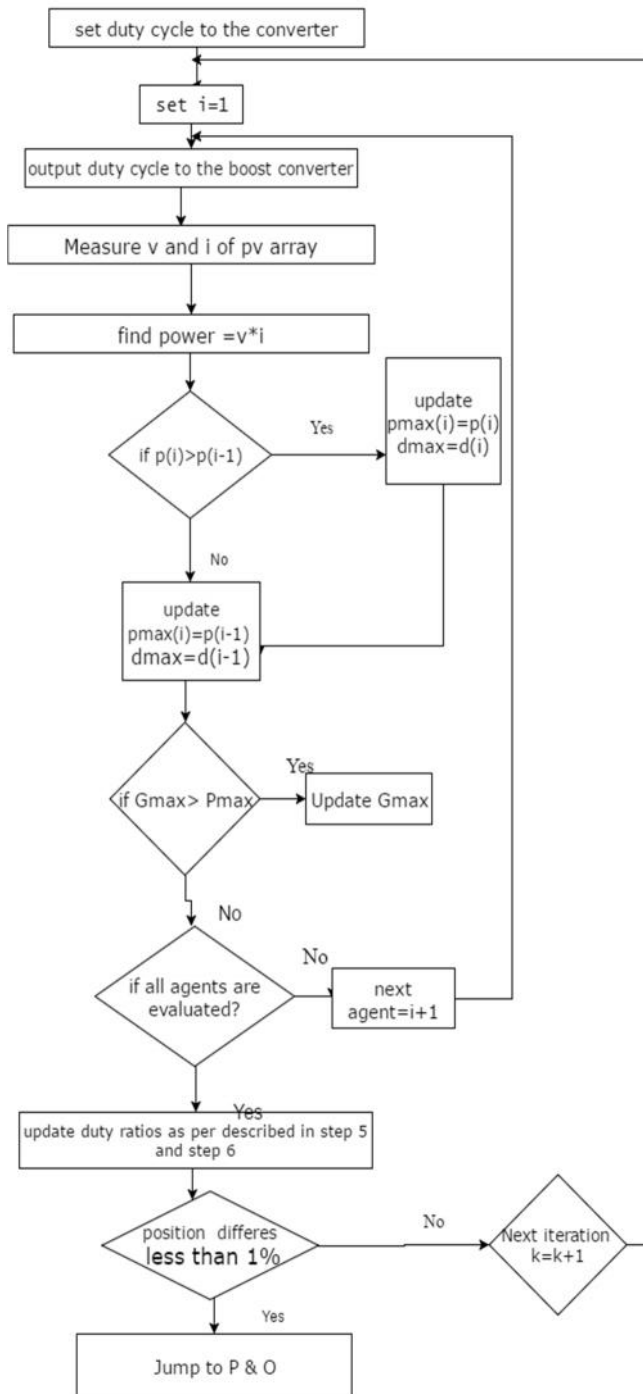 set duty cycle to the converter
set i=1
output duty cycle to the boost converter
Measure v and i of pv array
find power =v*i
if p(i)>p(i-1)
Yes
update
pmax(i)=p(i)
dmax=d(i)
No
update
pmax(i)=p(i-1)
dmax=d(i-1)
if Gmax> Pmax
Yes
Update Gmax
No
if all agents are
evaluated?
No
next
agent=i+1
Yes
update duty ratios as per described in step 5
and step 6
position differes
less than 1%
No
Next iteration
k=k+1
Yes
Jump to P & O